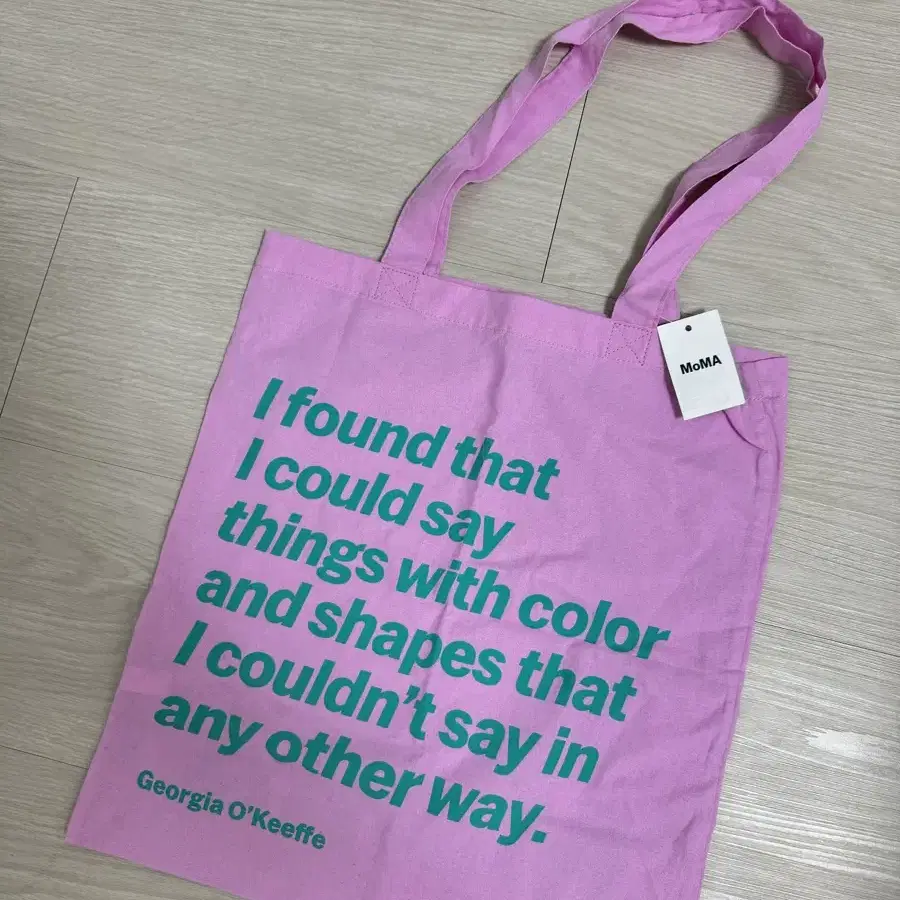 MoMA
I found that
I could say
things with color
and shapes that
I couldn't say in
any other way.
Georgia O'Keeffe